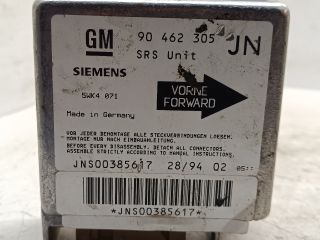 GM 90 462 305 JN
SRS Unit
SIEMENS
5WK4 071
VORNE
FORWARD
Made in Germany
VOR JEDER DEMONTAGE ALLE STECKVERBINDUNGEN LOESEN.
MONTAGE NUR NACH EINBAUANLEITUNG.
BEFORE EVERY DISASSEMBLY, DETACH ALL CONNECTORS.
ASSEMBLE STRICTLY ACCORDING TO MANUAL INSTRUCTIONS.
JNS00385617 28/94 02
*JNS00385617*